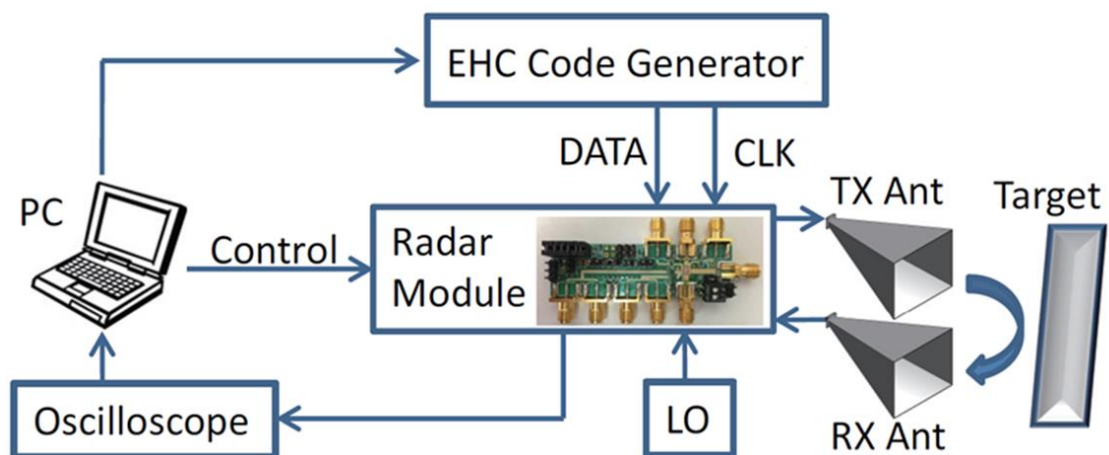 EHC Code Generator
DATA
CLK
PC
Control
Radar
Module
TX Ant
Target
Oscilloscope
LO
RX Ant